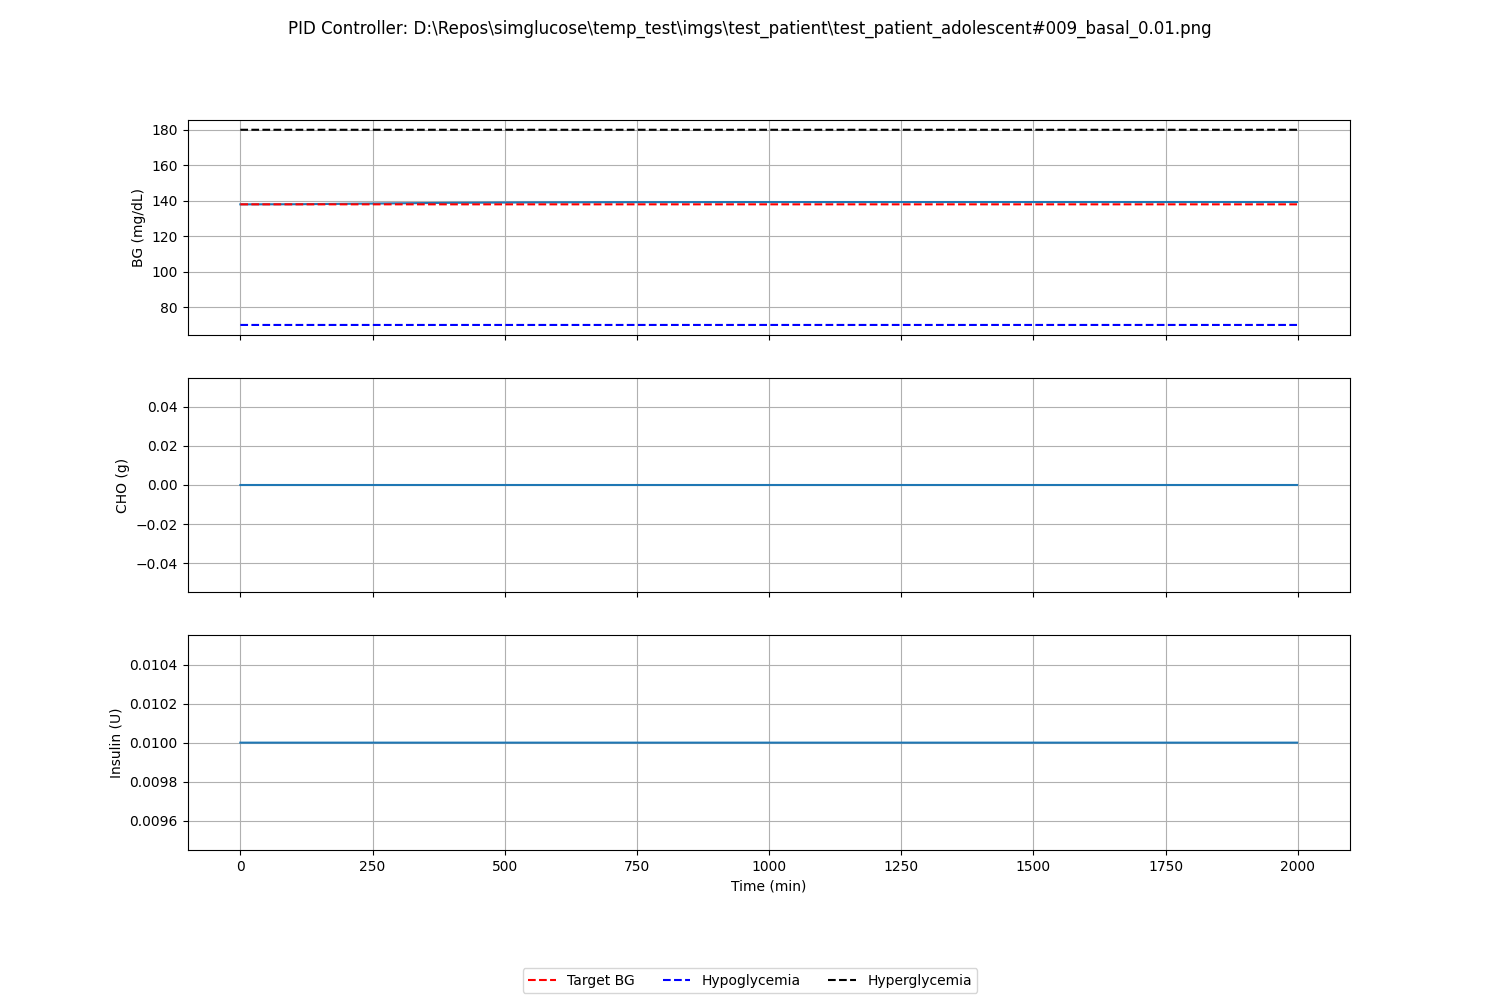 PID Controller: D:\Repos\simglucose\temp_test\imgs\test_patient\test_patient_adolescent#009_basal_0.01.png
180
160
140
120
100
80
BG (mg/dL)
0.04
0.02
0.00
−0.02
−0.04
CHO (g)
0.0104
0.0102
0.0100
0.0098
0.0096
Insulin (U)
0 250 500 750 1000 1250 1500 1750 2000
Time (min)
Target BG Hypoglycemia Hyperglycemia